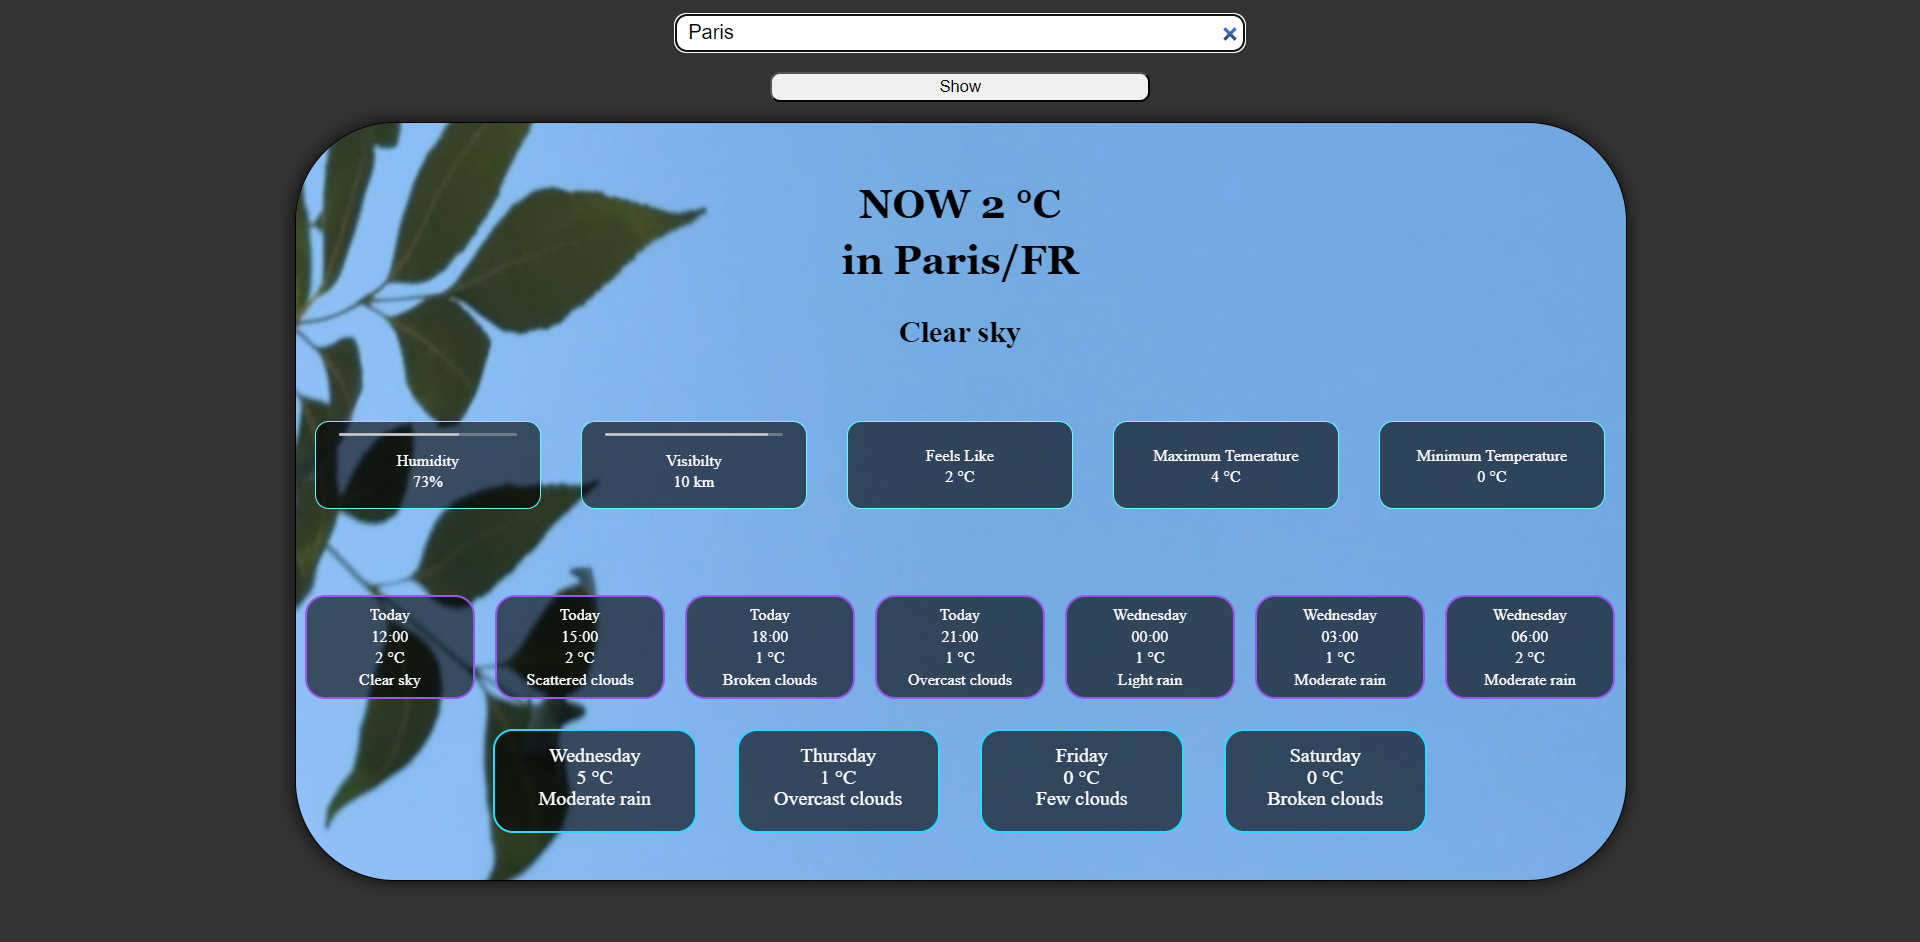 Paris
Show
NOW 2 °C
in Paris/FR
Clear sky
Humidity
73%
Visibilty
10 km
Feels Like
2 °C
Maximum Temerature
4 °C
Minimum Temperature
0 °C
Today
12:00
2 °C
Clear sky
Today
15:00
2 °C
Scattered clouds
Today
18:00
1 °C
Broken clouds
Today
21:00
1 °C
Overcast clouds
Wednesday
00:00
1 °C
Light rain
Wednesday
03:00
1 °C
Moderate rain
Wednesday
06:00
2 °C
Moderate rain
Wednesday
5 °C
Moderate rain
Thursday
1 °C
Overcast clouds
Friday
0 °C
Few clouds
Saturday
0 °C
Broken clouds